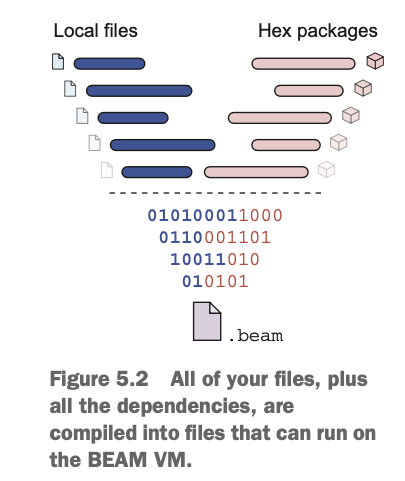 Local files Hex packages
010100011000
0110001101
10011010
010101
.beam
Figure 5.2 All of your files, plus
all the dependencies, are
compiled into files that can run on
the BEAM VM.